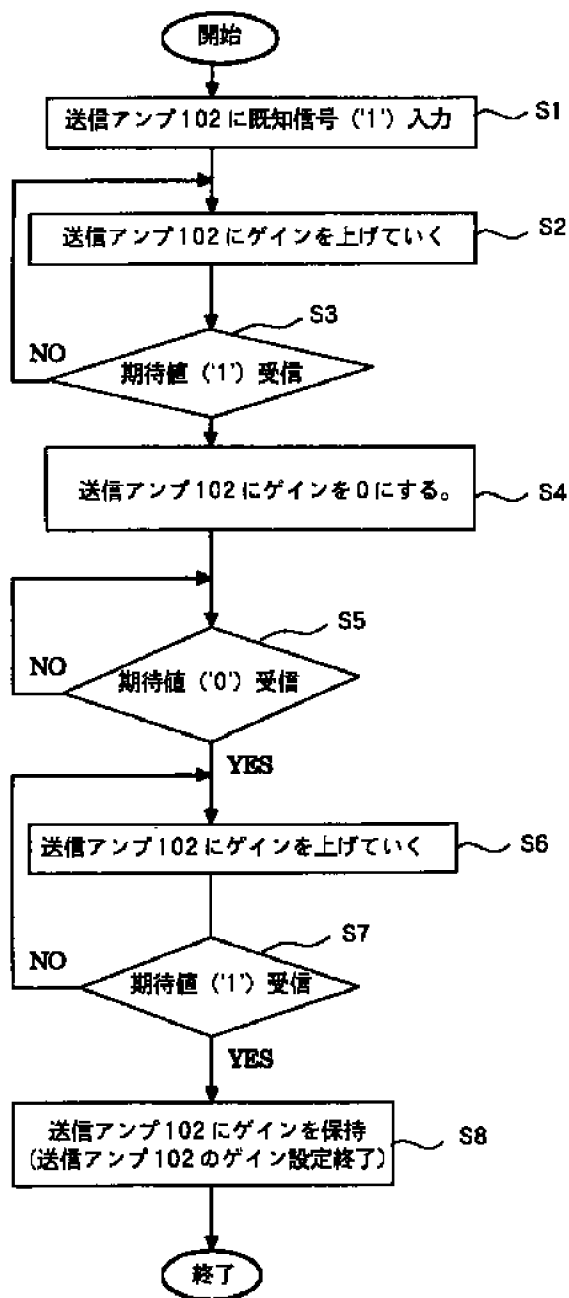 開始
送信アンプ102に既知信号（'1'）入力
S1
送信アンプ102にゲインを上げていく
S2
S3
NO
期待値（'1'）受信
送信アンプ102にゲインを0にする。
S4
S5
NO
期待値（'0'）受信
YES
送信アンプ102にゲインを上げていく
S6
S7
NO
期待値（'1'）受信
YES
送信アンプ102にゲインを保持
(送信アンプ102のゲイン設定終了)
S8
終了